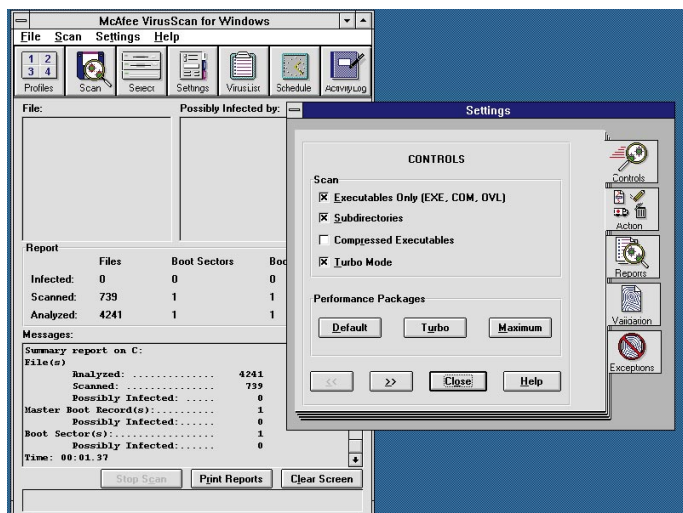 McAfee VirusScan for Windows
File Scan Settings Help
1 2
3 4
Profiles Scan Select Settings VirusList Schedule ActivityLog
File: Possibly Infected by:
Report
Files Boot Sectors Boo
Infected: 0 0 0
Scanned: 739 1 1
Analyzed: 4241 1 1
Messages:
Summary report on C:
File(s)
Analyzed: .............. 4241
Scanned: ............... 739
Possibly Infected: ..... 0
Master Boot Record(s):......... 1
Possibly Infected:...... 0
Boot Sector(s):............... 1
Possibly Infected:...... 0
Time: 00:01.37
Stop Scan Print Reports Clear Screen
Settings
CONTROLS
Scan
Executables Only (EXE, COM, OVL)
Subdirectories
Compressed Executables
Turbo Mode
Performance Packages
Default Turbo Maximum
<< >> Close Help
Controls
Action
Reports
Validation
Exceptions